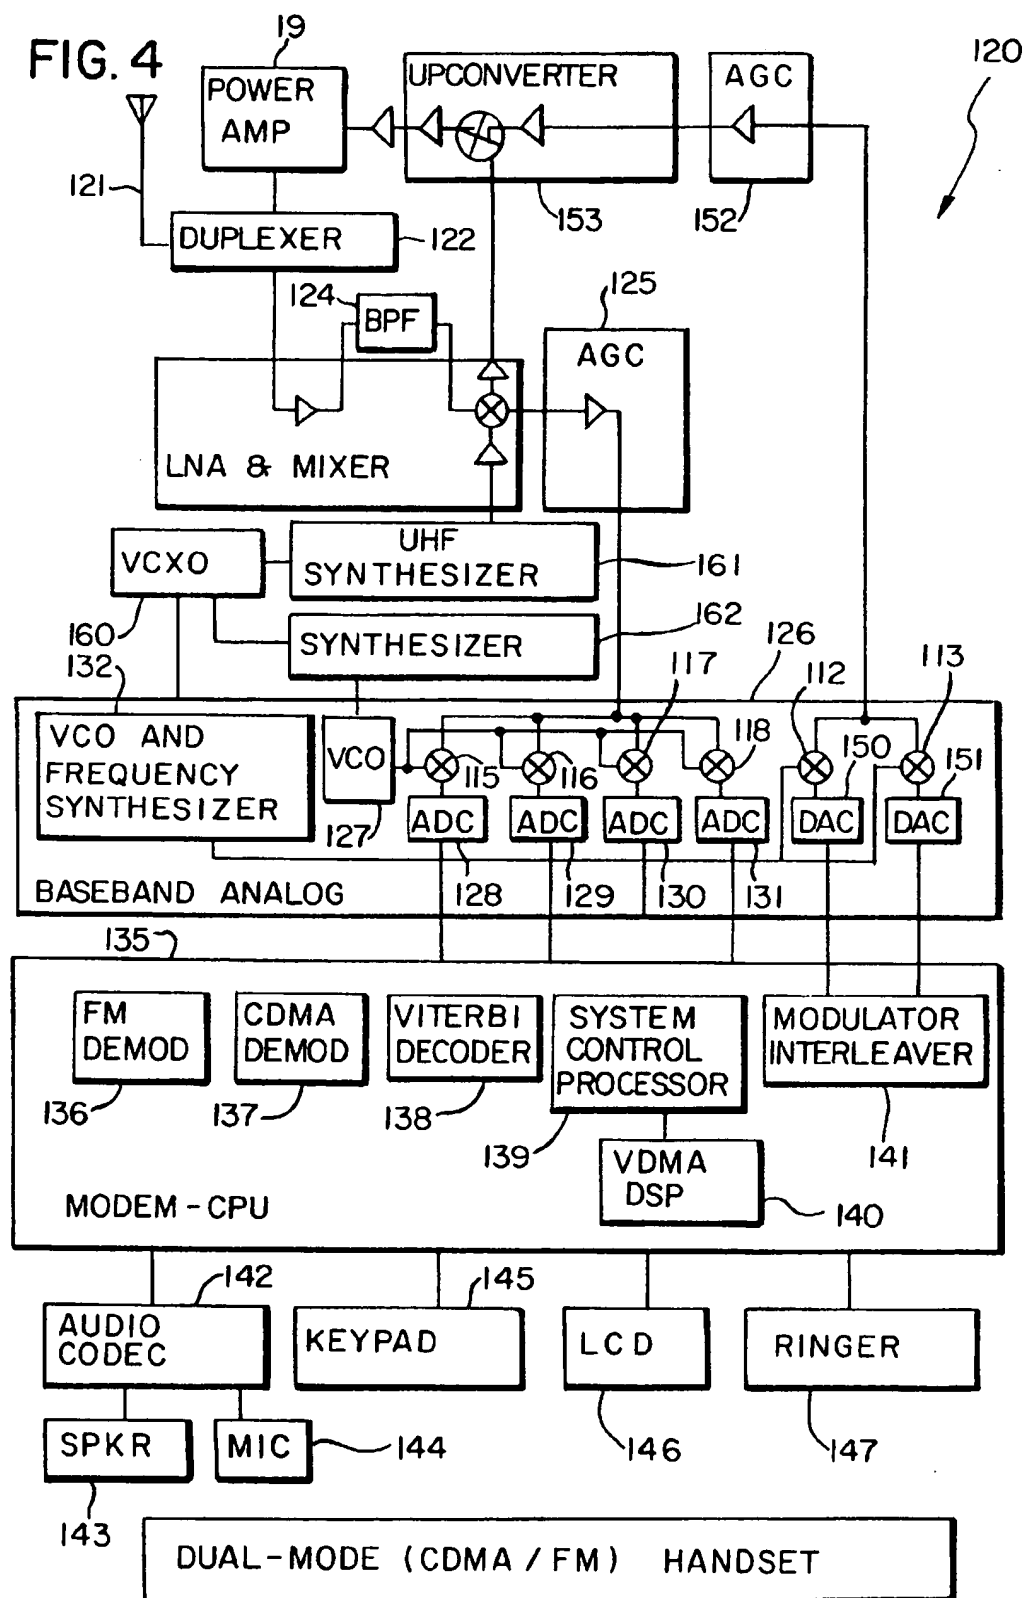 FIG. 4
19
120
POWER
AMP
UPCONVERTER
AGC
121
153
152
DUPLEXER
122
124
BPF
125
AGC
LNA & MIXER
VCXO
UHF
SYNTHESIZER
161
160
SYNTHESIZER
162
132
126
117
112
113
VCO AND
FREQUENCY
SYNTHESIZER
VCO
115
116
118
150
151
127
ADC
ADC
ADC
ADC
DAC
DAC
BASEBAND ANALOG
128
129
130
131
135
FM
DEMOD
CDMA
DEMOD
VITERBI
DECODER
SYSTEM
CONTROL
PROCESSOR
MODULATOR
INTERLEAVER
136
137
138
139
141
VDMA
DSP
140
MODEM-CPU
142
145
AUDIO
CODEC
KEYPAD
LCD
RINGER
SPKR
MIC
144
146
147
143
DUAL-MODE (CDMA/FM) HANDSET